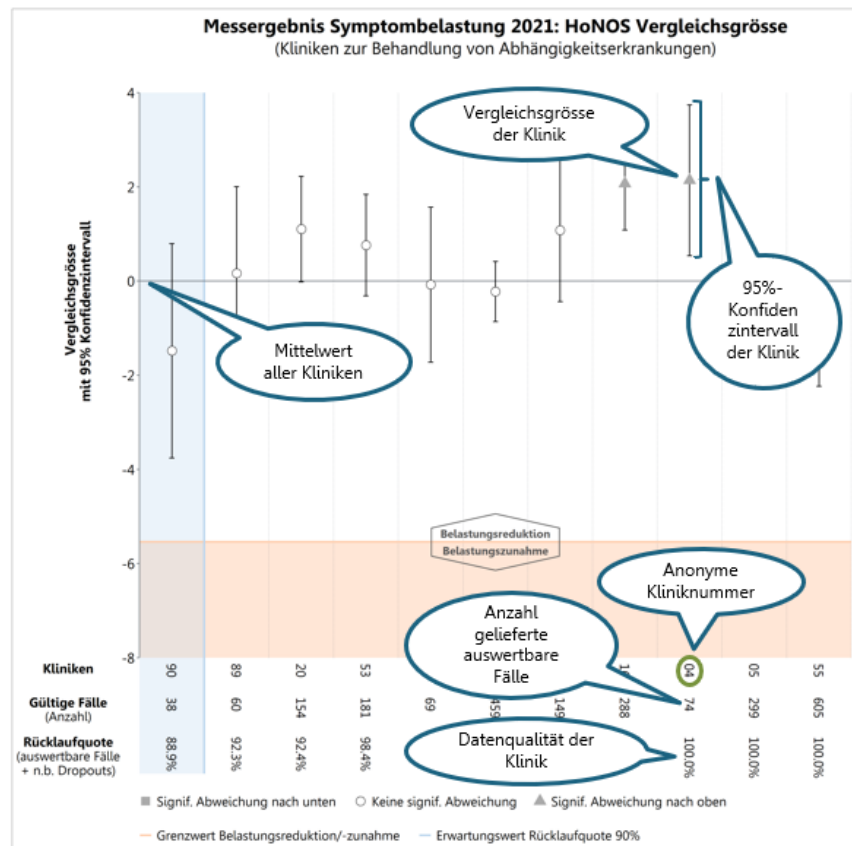 Messergebnis Symptombelastung 2021: HoNOS Vergleichsgrösse
(Kliniken zur Behandlung von Abhängigkeitserkrankungen)
Vergleichsgrösse
mit 95% Konfidenzintervall
4
2
0
-2
-4
-6
-8
Vergleichsgrösse
der Klinik
95%-
Konfiden
zintervall
der Klinik
Mittelwert
aller Kliniken
Belastungsreduktion
Belastungszunahme
Anonyme
Kliniknummer
Anzahl
gelieferte
auswertbare
Fälle
Datenqualität der
Klinik
Kliniken
90 89 20 53 04 05 55
Gültige Fälle
(Anzahl)
38 60 154 181 69 459 149 288 74 299 605
Rücklaufquote
(auswertbare Fälle
+ n.b. Dropouts)
88.9% 92.3% 92.4% 98.4% 100.0% 100.0% 100.0%
Signif. Abweichung nach unten Keine signif. Abweichung Signif. Abweichung nach oben
Grenzwert Belastungsreduktion/-zunahme Erwartungswert Rücklaufquote 90%